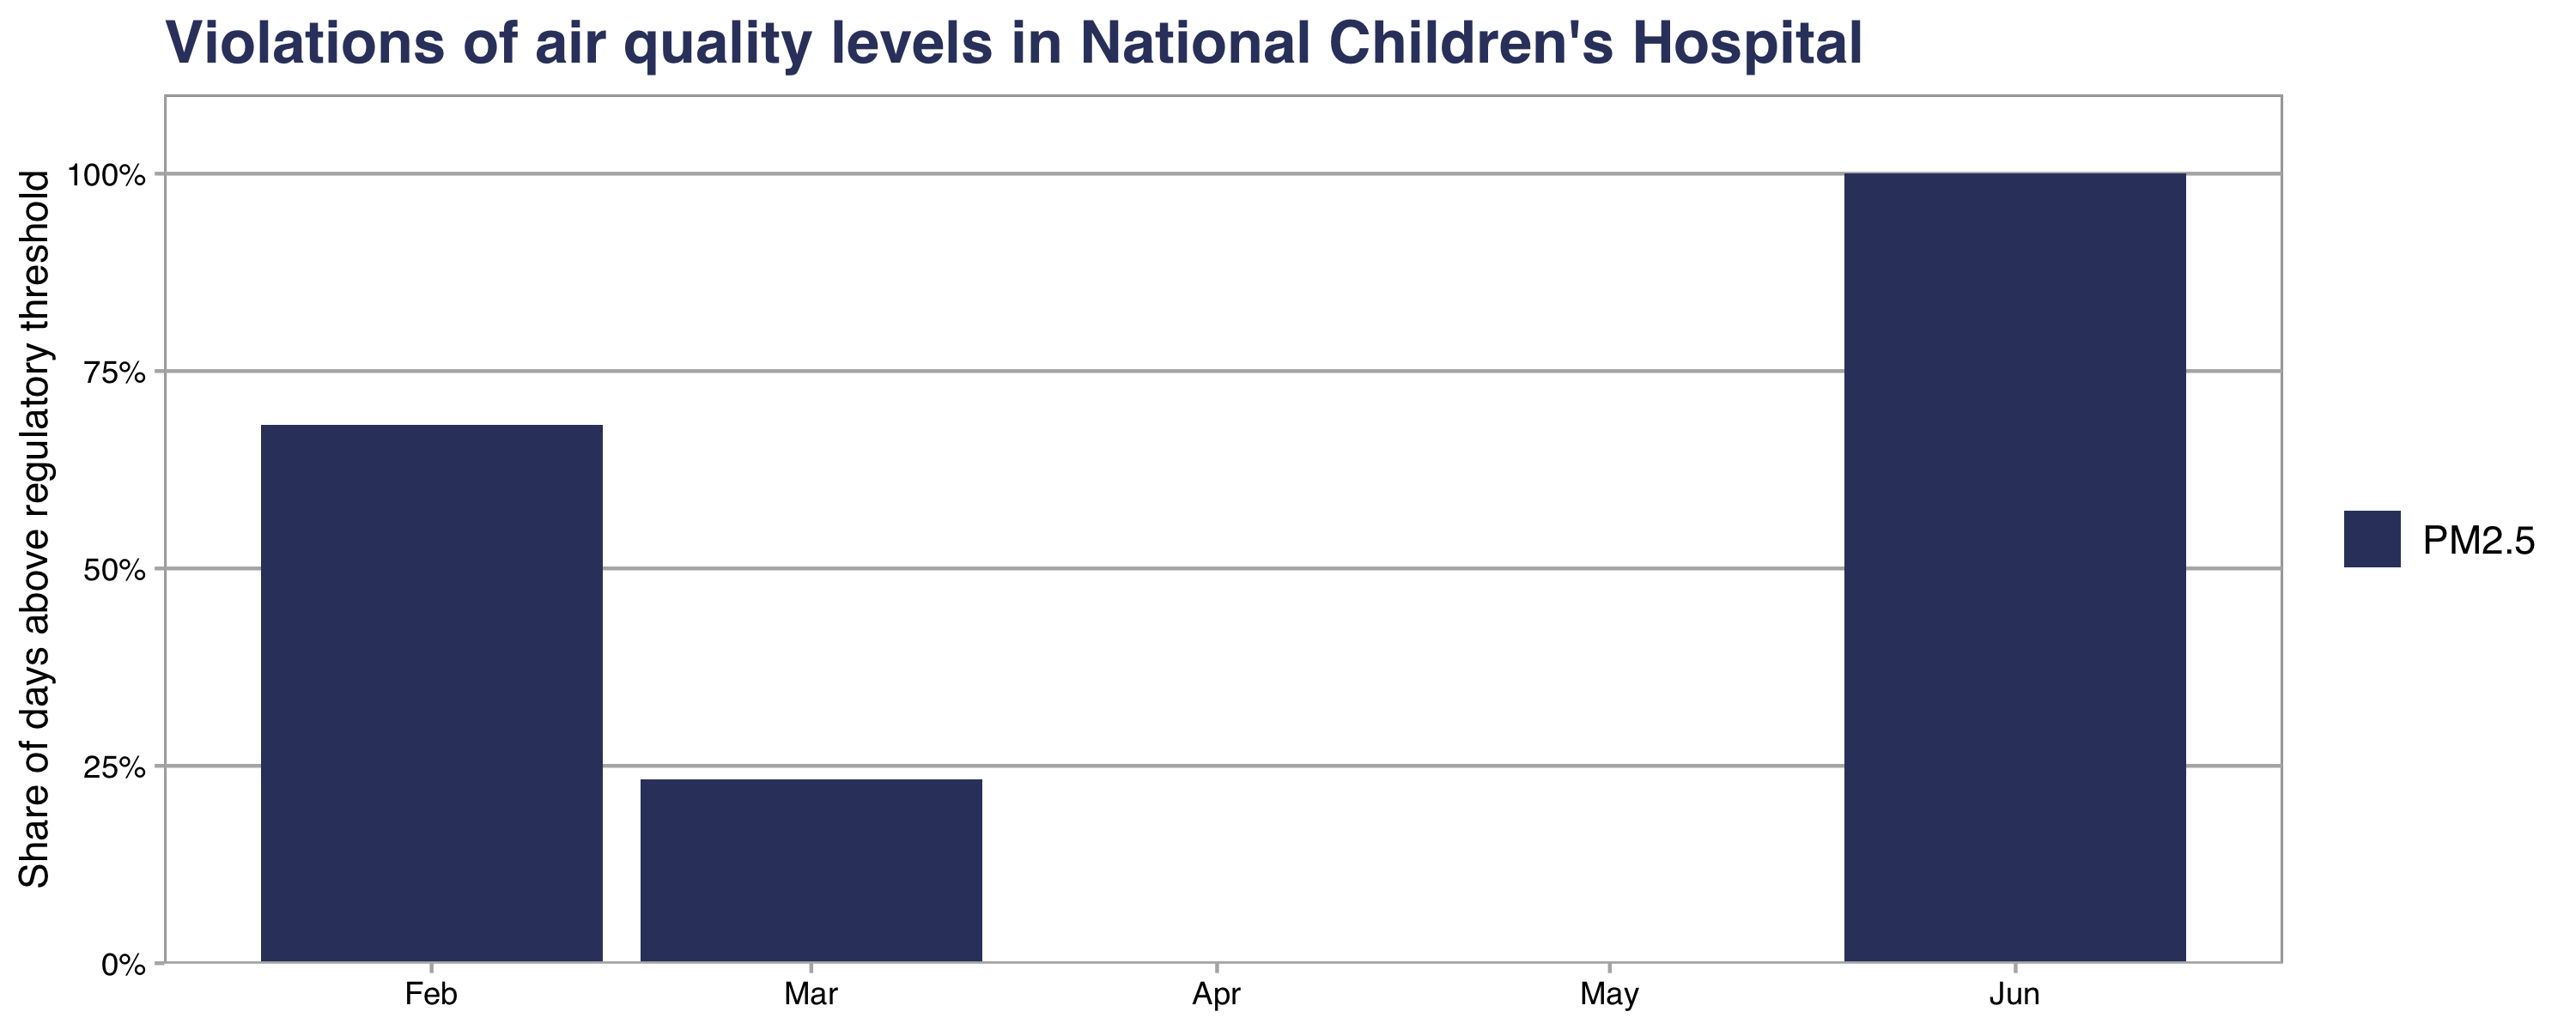 Violations of air quality levels in National Children's Hospital
Share of days above regulatory threshold
100%
75%
50%
25%
0%
Feb
Mar
Apr
May
Jun
PM2.5